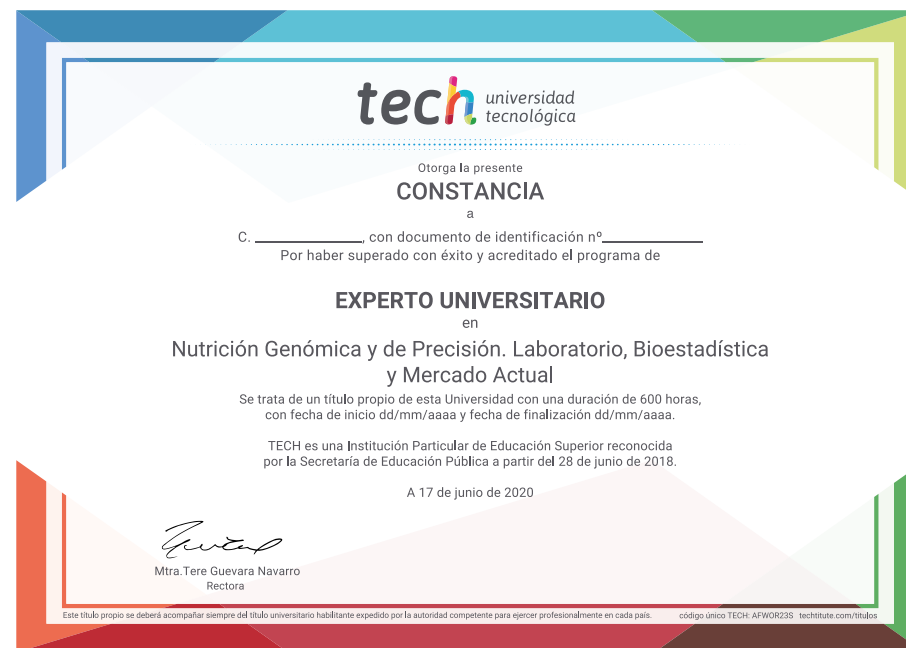 tech universidad
tecnológica
Otorga la presente
CONSTANCIA
a
C. ____________, con documento de identificación nº____________
Por haber superado con éxito y acreditado el programa de
EXPERTO UNIVERSITARIO
en
Nutrición Genómica y de Precisión. Laboratorio, Bioestadística
y Mercado Actual
Se trata de un título propio de esta Universidad con una duración de 600 horas,
con fecha de inicio dd/mm/aaaa y fecha de finalización dd/mm/aaaa.
TECH es una Institución Particular de Educación Superior reconocida
por la Secretaría de Educación Pública a partir del 28 de junio de 2018.
A 17 de junio de 2020
Mtra.Tere Guevara Navarro
Rectora
Este título propio se deberá acompañar siempre del título universitario habilitante expedido por la autoridad competente para ejercer profesionalmente en cada país. código único TECH: AFWOR23S techtitute.com/títulos